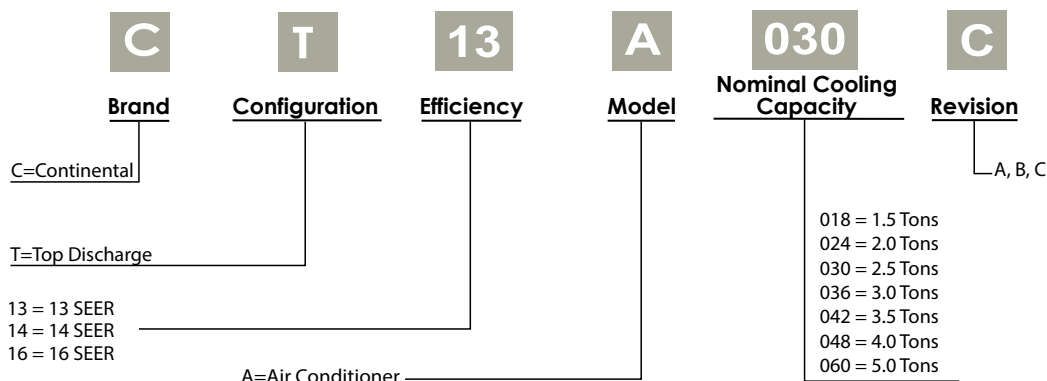 C T 13 A 030 C
Brand Configuration Efficiency Model Nominal Cooling Capacity Revision
C=Continental
A, B, C
T=Top Discharge
018 = 1.5 Tons
024 = 2.0 Tons
030 = 2.5 Tons
036 = 3.0 Tons
042 = 3.5 Tons
048 = 4.0 Tons
060 = 5.0 Tons
13 = 13 SEER
14 = 14 SEER
16 = 16 SEER
A=Air Conditioner